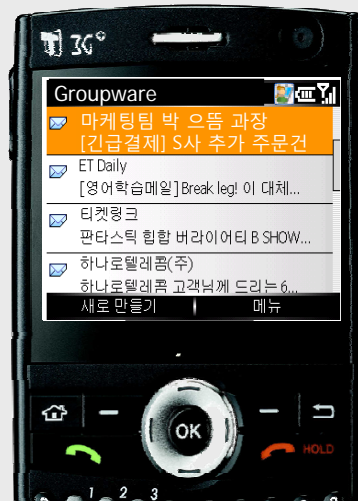 3G+
Groupware
마케팅팀 박 으뜸 과장
[긴급결제] S사 추가 주문건
ET Daily
[영어학습메일] Break leg! 이 대체...
티켓링크
판타스틱 힙합 버라이어티 B SHOW...
하나로텔레콤(주)
하나로텔레콤 고객님께 드리는 6...
새로 만들기 메뉴
OK
HOLD
1 2 3